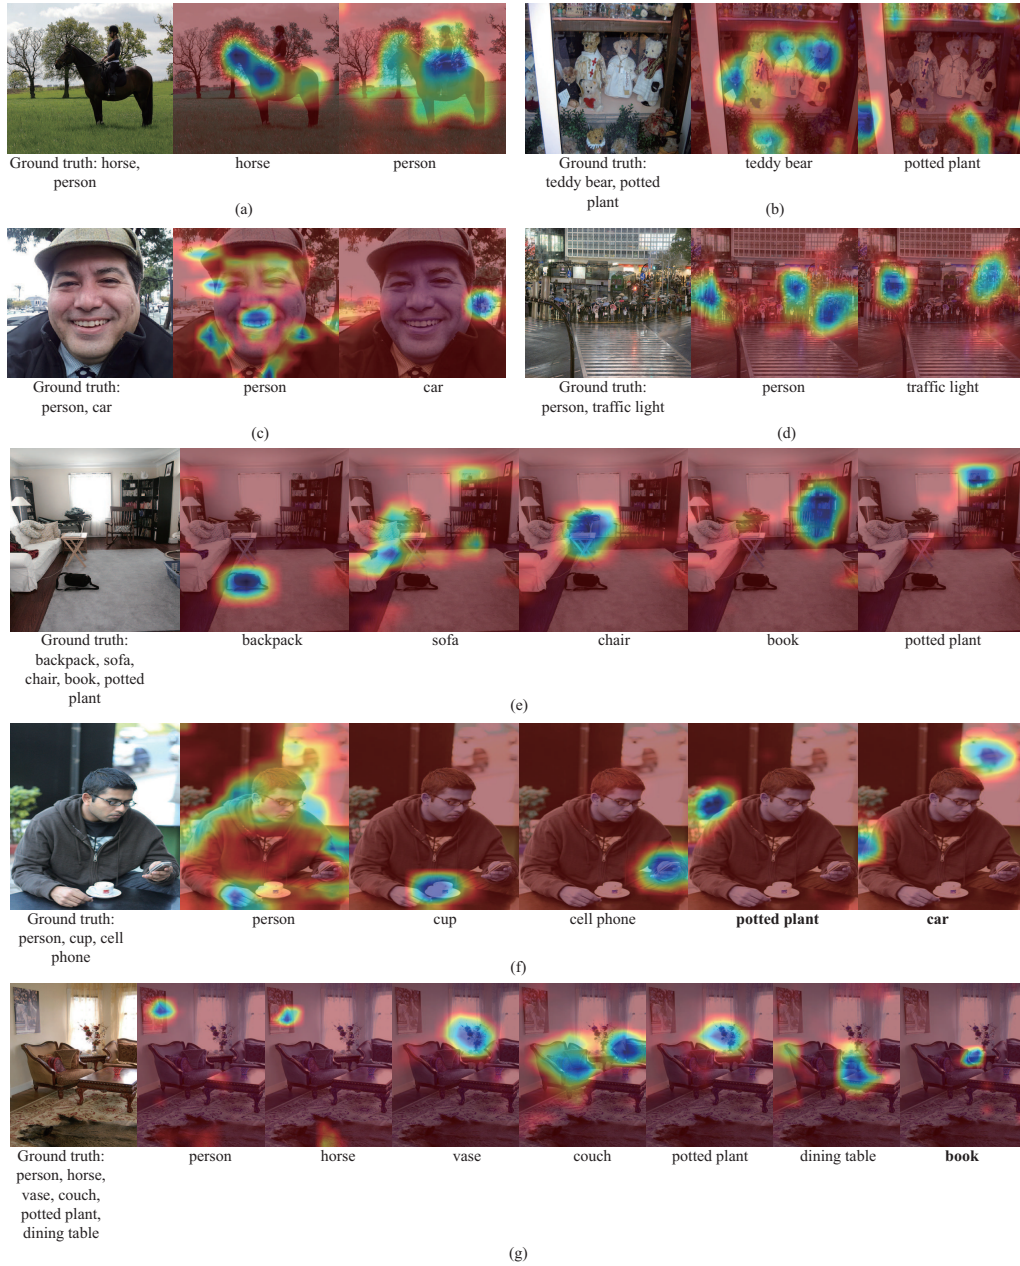 Ground truth: horse,
person
horse
person
(a)
Ground truth:
teddy bear, potted
plant
teddy bear
potted plant
(b)
Ground truth:
person, car
person
car
(c)
Ground truth:
person, traffic light
person
traffic light
(d)
Ground truth:
backpack, sofa,
chair, book, potted
plant
backpack
sofa
chair
book
potted plant
(e)
Ground truth:
person, cup, cell
phone
person
cup
cell phone
potted plant
car
(f)
Ground truth:
person, horse,
vase, couch,
potted plant,
dining table
person
horse
vase
couch
potted plant
dining table
book
(g)